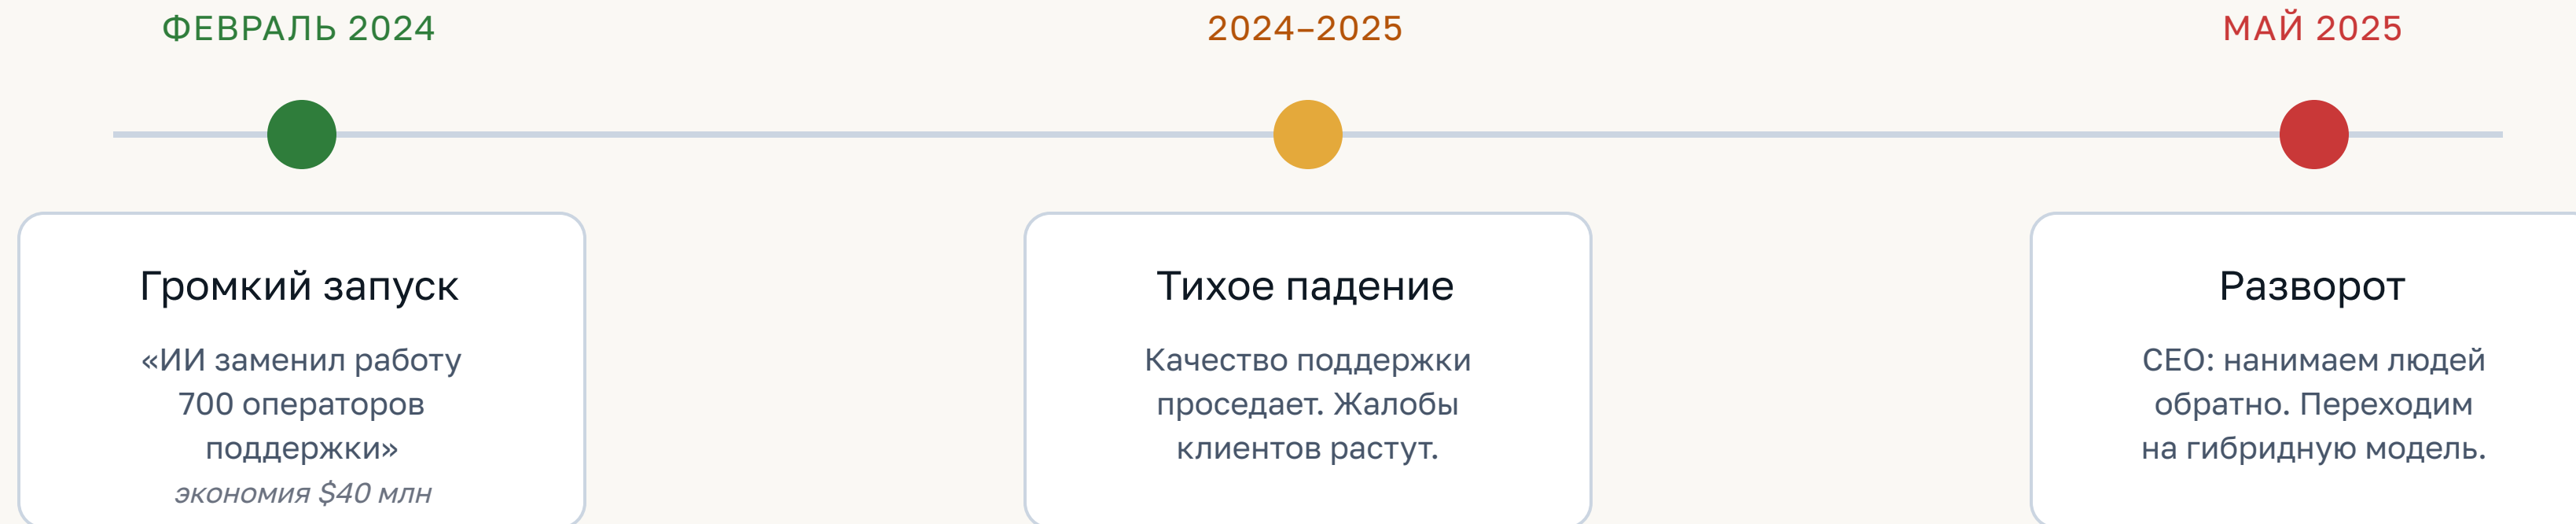 ФЕВРАЛЬ 2024
2024–2025
МАЙ 2025
Громкий запуск
«ИИ заменил работу
700 операторов
поддержки»
экономия $40 млн
Тихое падение
Качество поддержки
проседает. Жалобы
клиентов растут.
Разворот
CEO: нанимаем людей
обратно. Переходим
на гибридную модель.